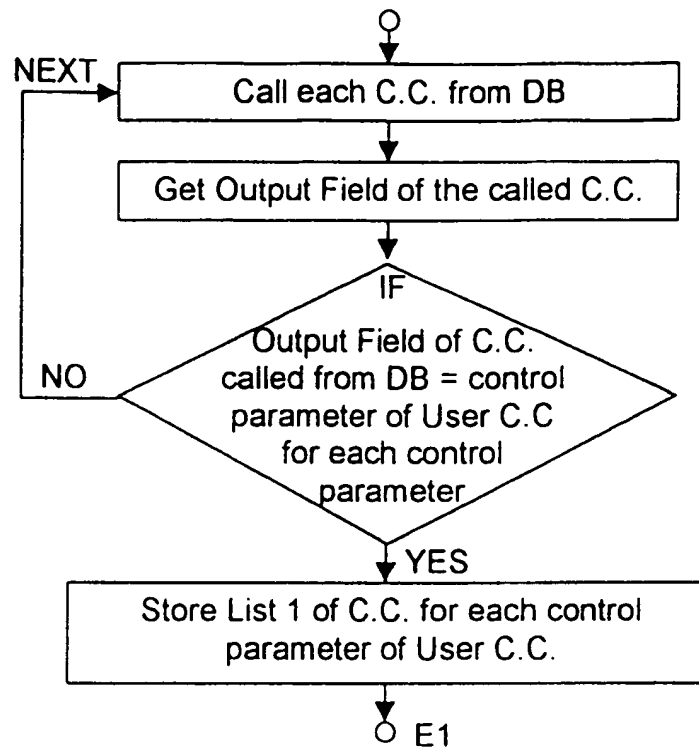 NEXT
Call each C.C. from DB
Get Output Field of the called C.C.
IF
Output Field of C.C.
called from DB = control
parameter of User C.C
for each control
parameter
NO
YES
Store List 1 of C.C. for each control
parameter of User C.C.
E1